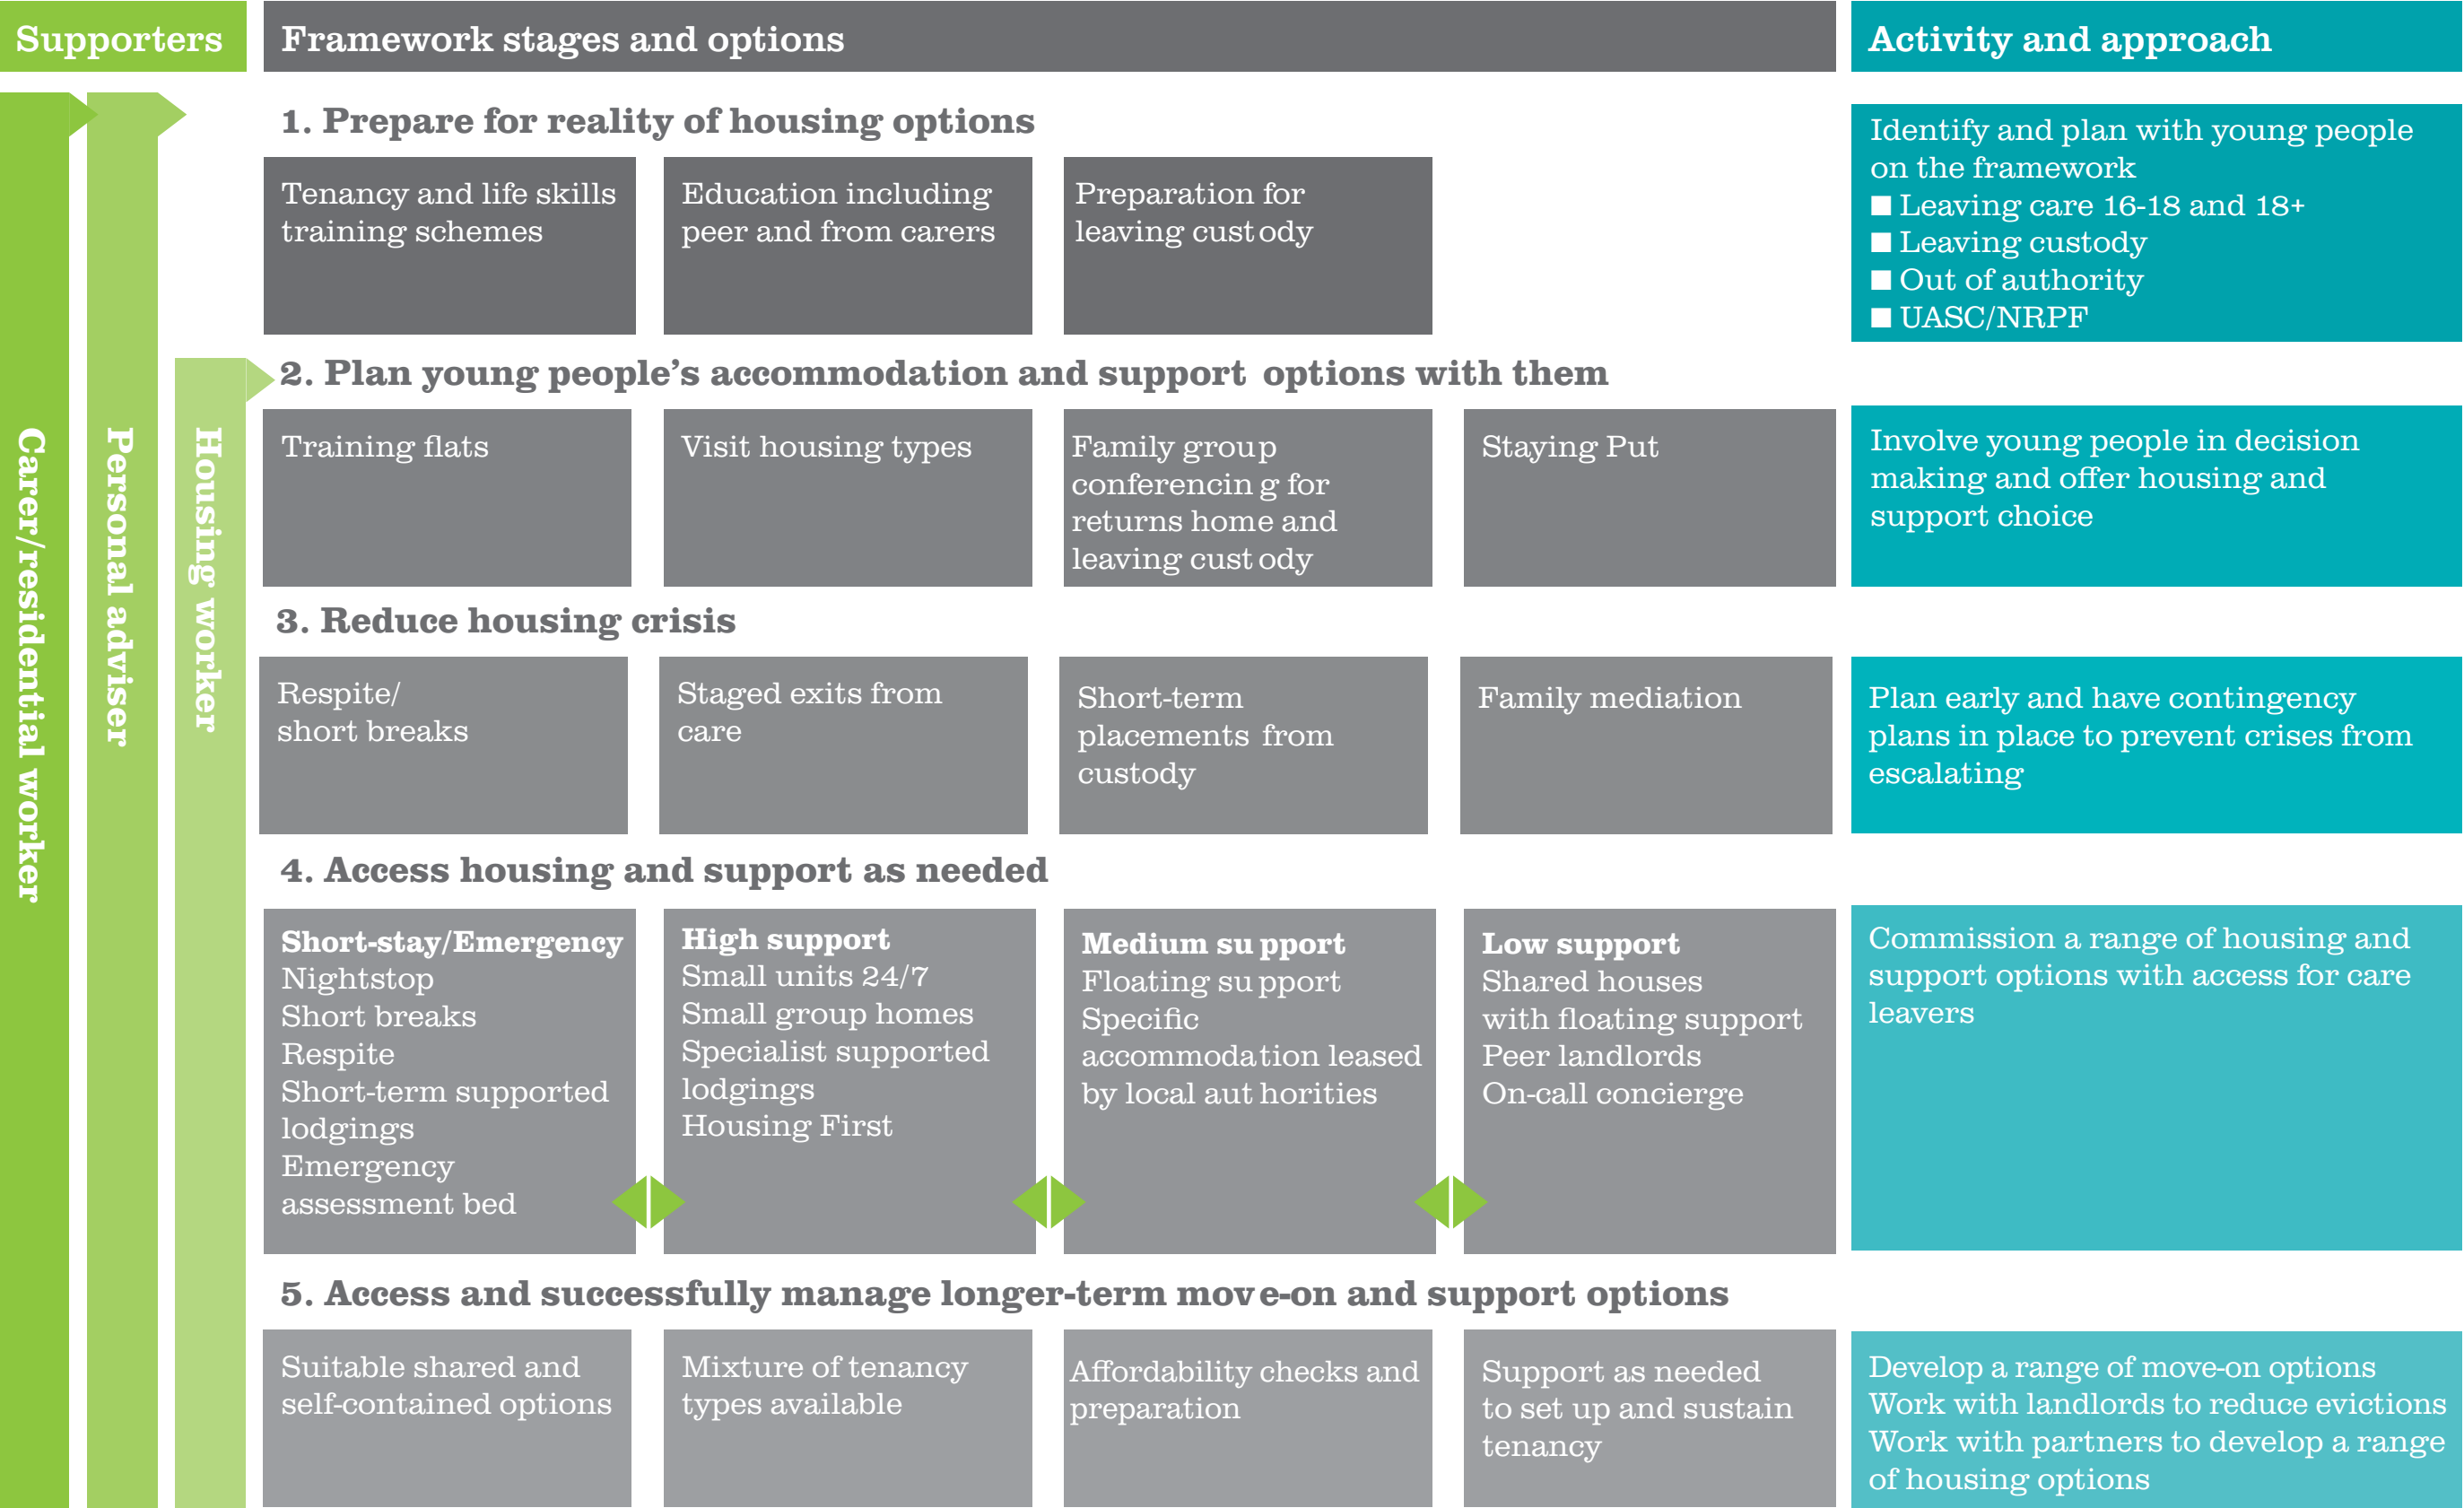 Supporters
Framework stages and options
Activity and approach
Carer/residential worker
Personal adviser
Housing worker
1. Prepare for reality of housing options
Tenancy and life skills
training schemes
Education including
peer and from carers
Preparation for
leaving custody
Identify and plan with young people
on the framework
■ Leaving care 16-18 and 18+
■ Leaving custody
■ Out of authority
■ UASC/NRPF
2. Plan young people’s accommodation and support options with them
Training flats
Visit housing types
Family group
conferencing for
returns home and
leaving custody
Staying Put
Involve young people in decision
making and offer housing and
support choice
3. Reduce housing crisis
Respite/
short breaks
Staged exits from
care
Short-term
placements from
custody
Family mediation
Plan early and have contingency
plans in place to prevent crises from
escalating
4. Access housing and support as needed
Short-stay/Emergency
Nightstop
Short breaks
Respite
Short-term supported
lodgings
Emergency
assessment bed
High support
Small units 24/7
Small group homes
Specialist supported
lodgings
Housing First
Medium support
Floating support
Specific
accommodation leased
by local authorities
Low support
Shared houses
with floating support
Peer landlords
On-call concierge
Commission a range of housing and
support options with access for care
leavers
5. Access and successfully manage longer-term move-on and support options
Suitable shared and
self-contained options
Mixture of tenancy
types available
Affordability checks and
preparation
Support as needed
to set up and sustain
tenancy
Develop a range of move-on options
Work with landlords to reduce evictions
Work with partners to develop a range
of housing options